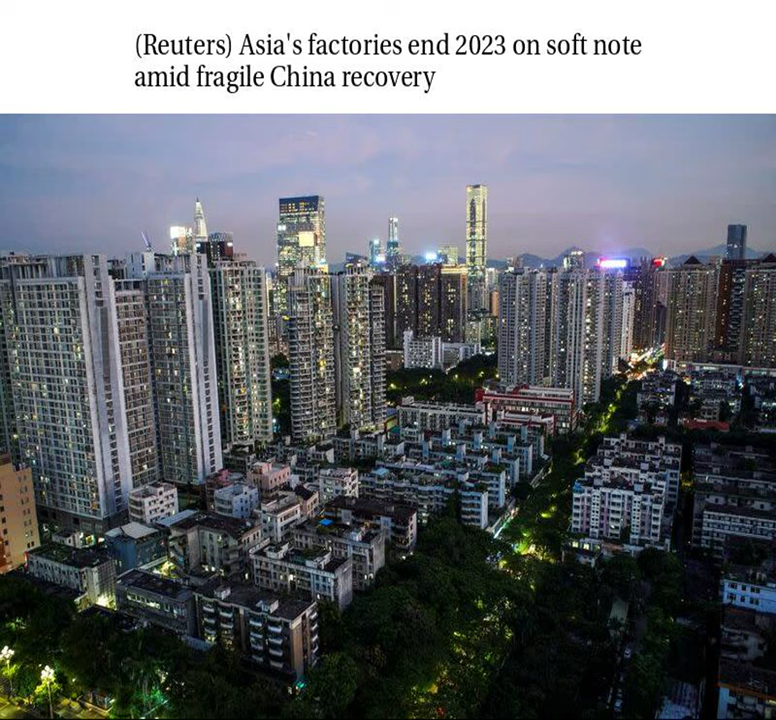 (Reuters) Asia's factories end 2023 on soft note
amid fragile China recovery